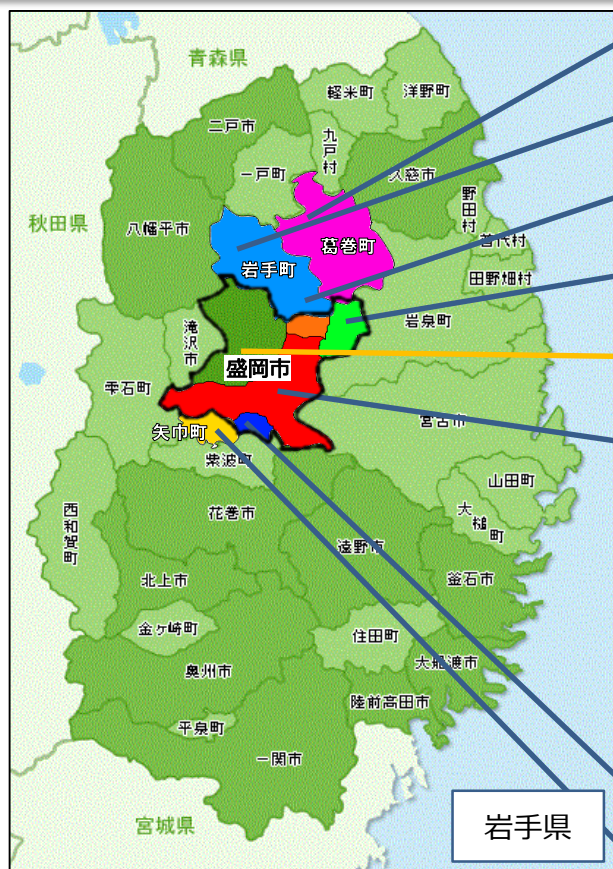 青森県
軽米町
洋野町
二戸市
九戸村
一戸町
久慈市
野田村
秋田県
八幡平市
葛巻町
普代村
岩手町
田野畑村
滝沢市
岩泉町
盛岡市
雫石町
宮古市
矢巾町
紫波町
山田町
大槌町
西和賀町
花巻市
遠野市
北上市
釜石市
金ヶ崎町
住田町
大船渡市
奥州市
陸前高田市
平泉町
一関市
宮城県
岩手県